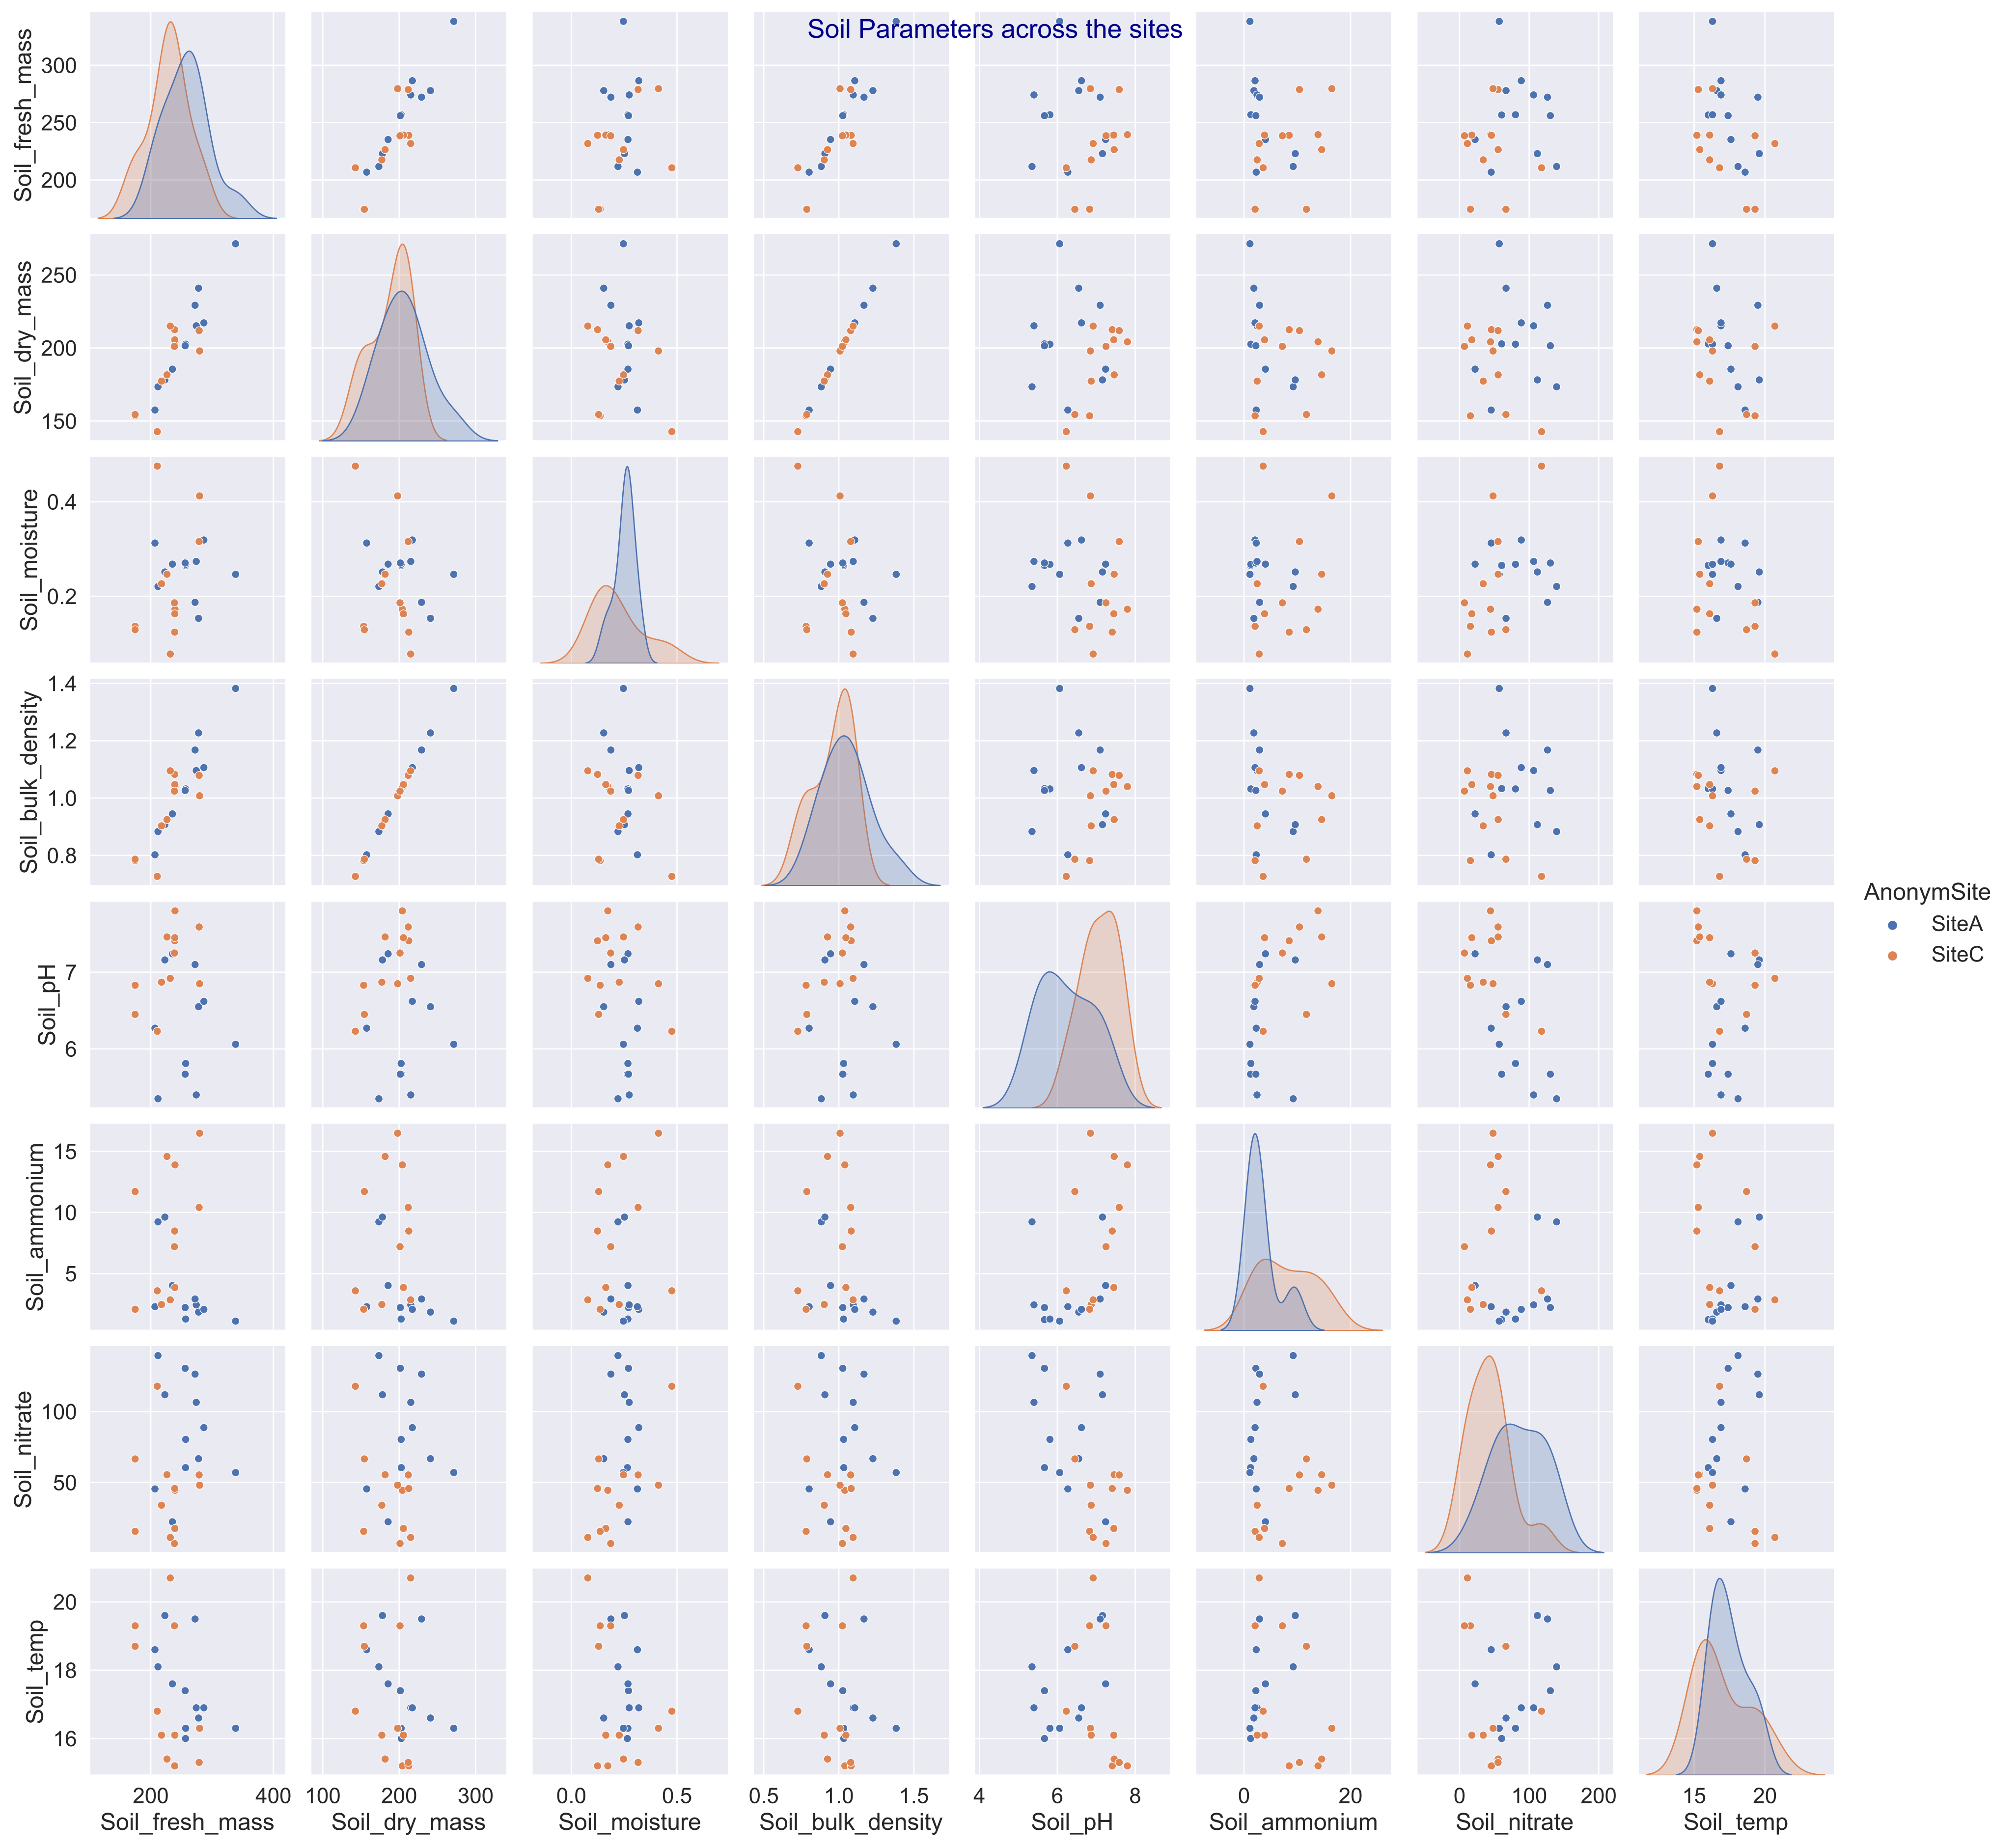 Soil Parameters across the sites
Soil_fresh_mass
300
250
200
Soil_dry_mass
250
200
150
Soil_moisture
0.4
0.2
Soil_bulk_density
1.4
1.2
1.0
0.8
Soil_pH
7
6
AnonymSite
SiteA
SiteC
Soil_ammonium
15
10
5
Soil_nitrate
100
50
Soil_temp
20
18
16
200 400 100 200 300 0.0 0.5 0.5 1.0 1.5 4 6 8 0 20 0 100 200 15 20
Soil_fresh_mass Soil_dry_mass Soil_moisture Soil_bulk_density Soil_pH Soil_ammonium Soil_nitrate Soil_temp